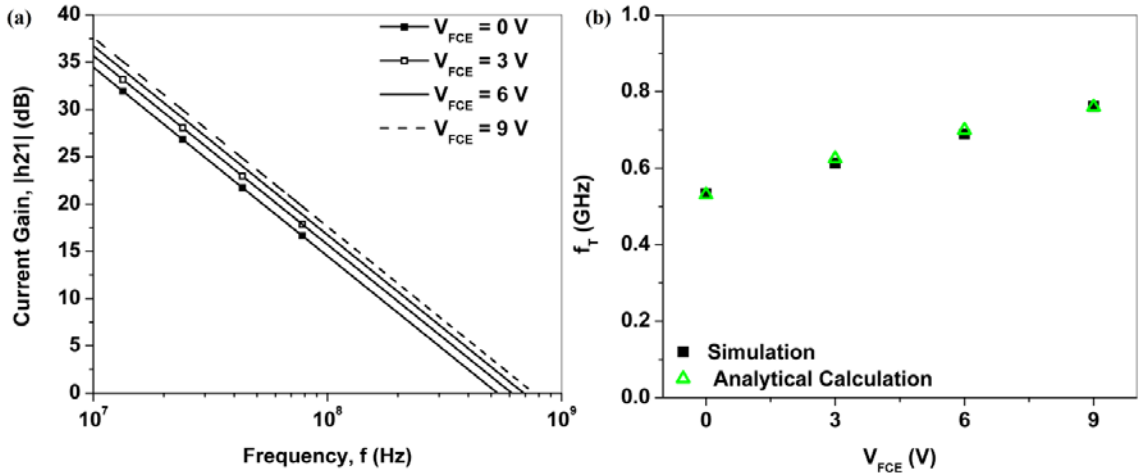 (a)
40
35
30
25
20
15
10
5
0
Current Gain, |h21| (dB)
V_FCE = 0 V
V_FCE = 3 V
V_FCE = 6 V
V_FCE = 9 V
10^7
10^8
10^9
Frequency, f (Hz)
(b)
1.0
0.8
0.6
0.4
0.2
0.0
f_T (GHz)
Simulation
Analytical Calculation
0
3
6
9
V_FCE (V)